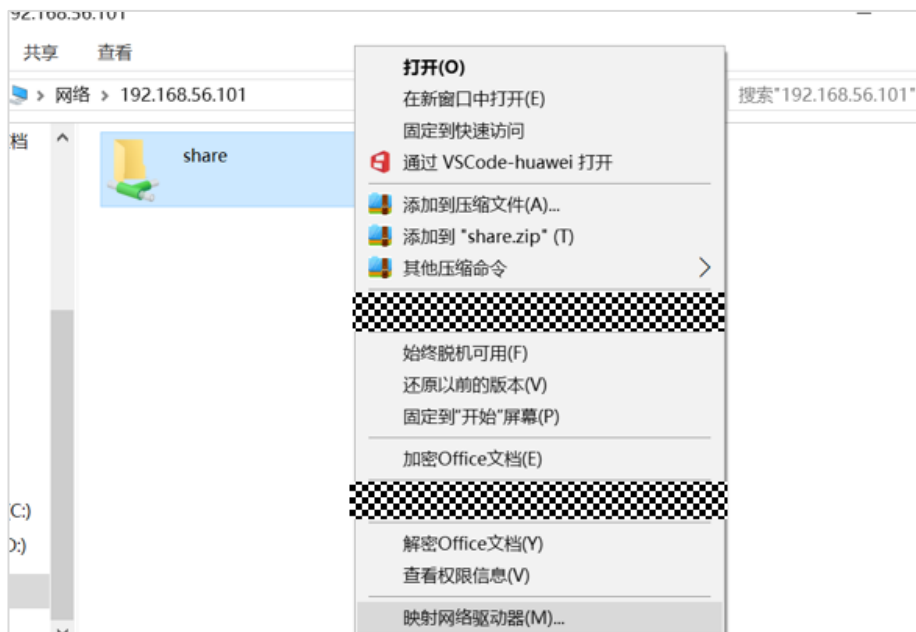 92.168.56.101
共享 查看
网络 192.168.56.101
搜索"192.168.56.101"
档
share
打开(O)
在新窗口中打开(E)
固定到快速访问
通过 VSCode-huawei 打开
添加到压缩文件(A)...
添加到 "share.zip" (T)
其他压缩命令
始终脱机可用(F)
还原以前的版本(V)
固定到"开始"屏幕(P)
加密Office文档(E)
(C:)
解密Office文档(Y)
D:)
查看权限信息(V)
映射网络驱动器(M)...